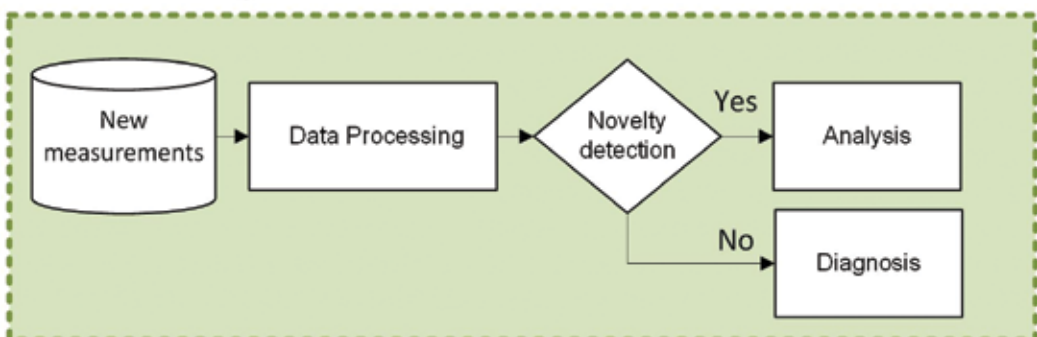 New
measurements
Data Processing
Novelty
detection
Yes
Analysis
No
Diagnosis